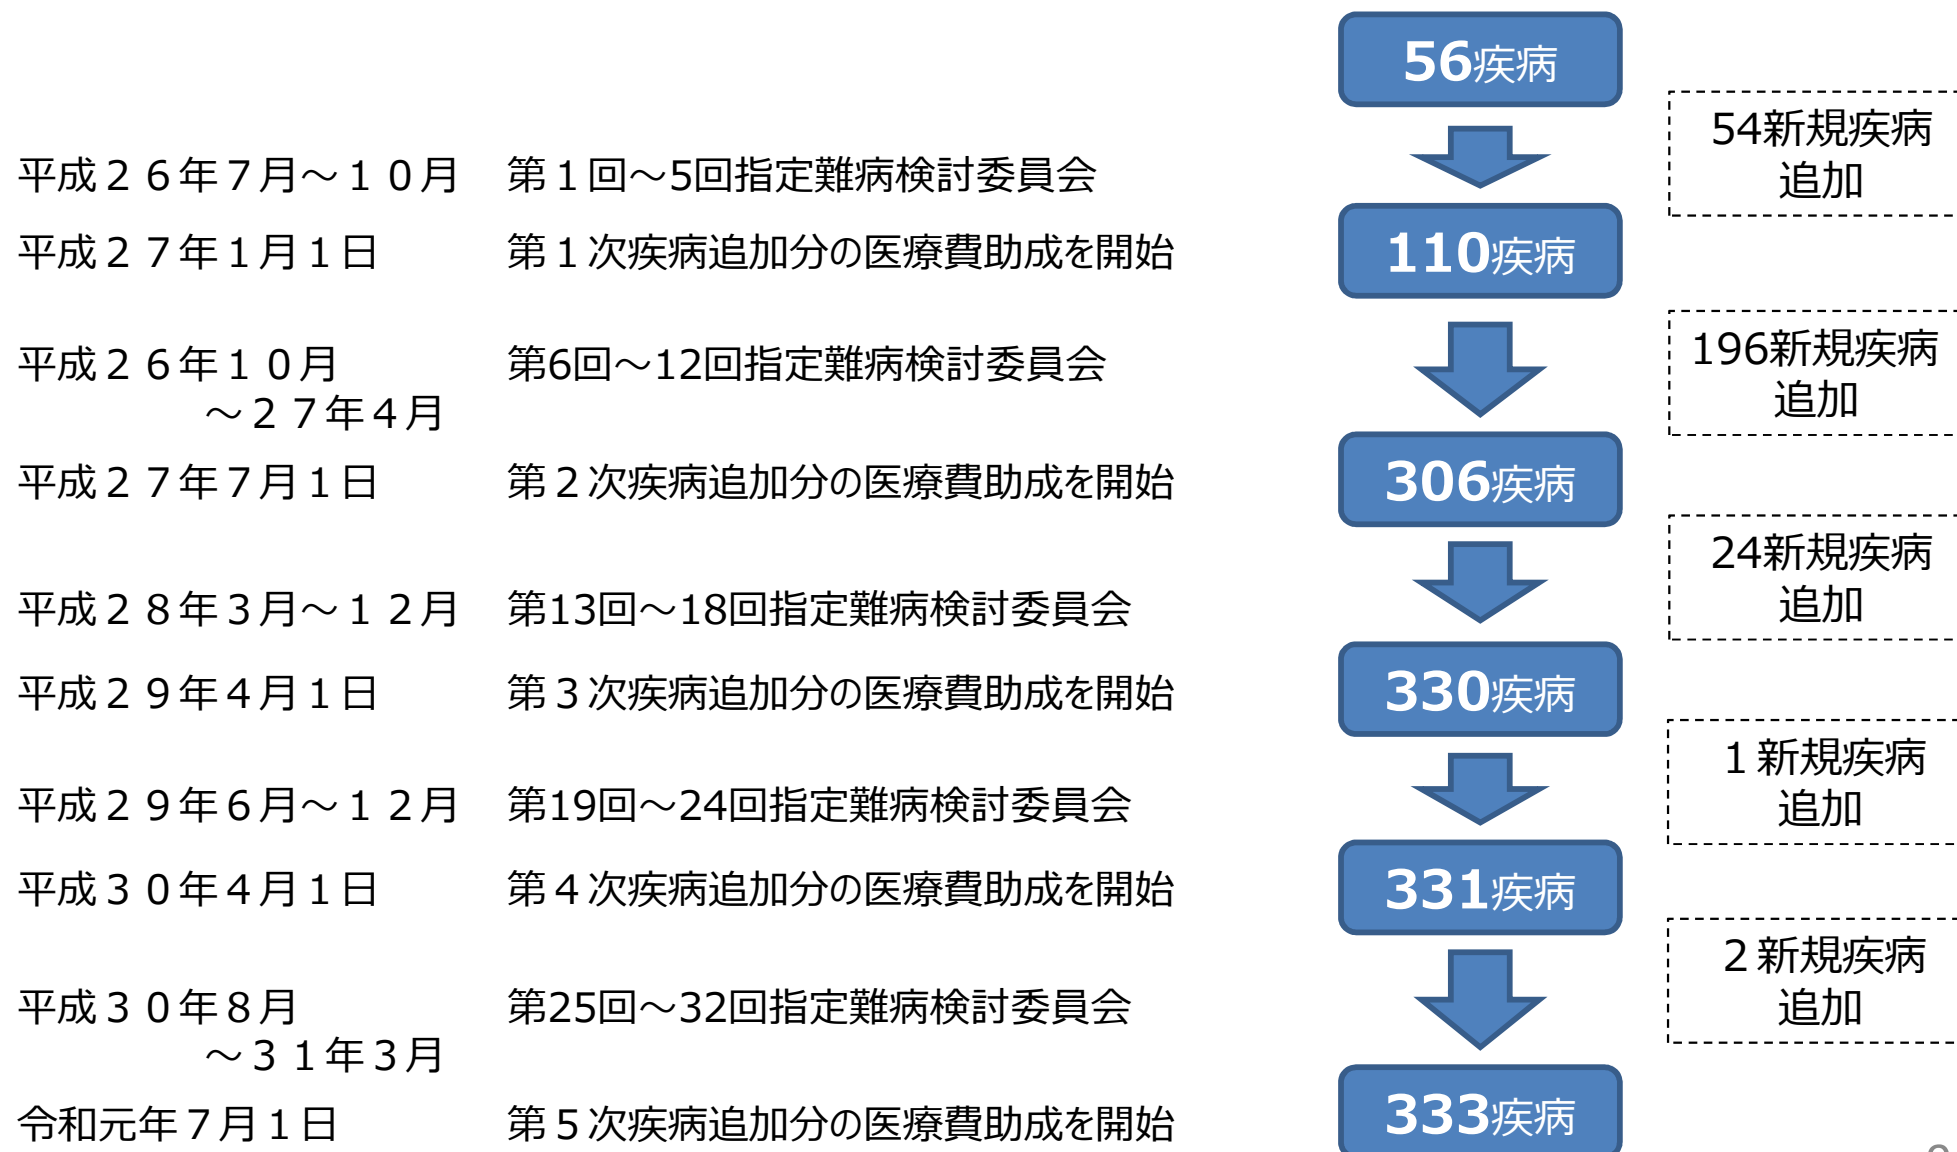 56疾病
54新規疾病
追加
平成２６年７月～１０月　第１回～5回指定難病検討委員会
平成２７年１月１日　第１次疾病追加分の医療費助成を開始
110疾病
196新規疾病
追加
平成２６年１０月　第6回～12回指定難病検討委員会
～２７年４月
平成２７年７月１日　第２次疾病追加分の医療費助成を開始
306疾病
24新規疾病
追加
平成２８年３月～１２月　第13回～18回指定難病検討委員会
平成２９年４月１日　第３次疾病追加分の医療費助成を開始
330疾病
１新規疾病
追加
平成２９年６月～１２月　第19回～24回指定難病検討委員会
平成３０年４月１日　第４次疾病追加分の医療費助成を開始
331疾病
２新規疾病
追加
平成３０年８月　第25回～32回指定難病検討委員会
～３１年３月
令和元年７月１日　第５次疾病追加分の医療費助成を開始
333疾病